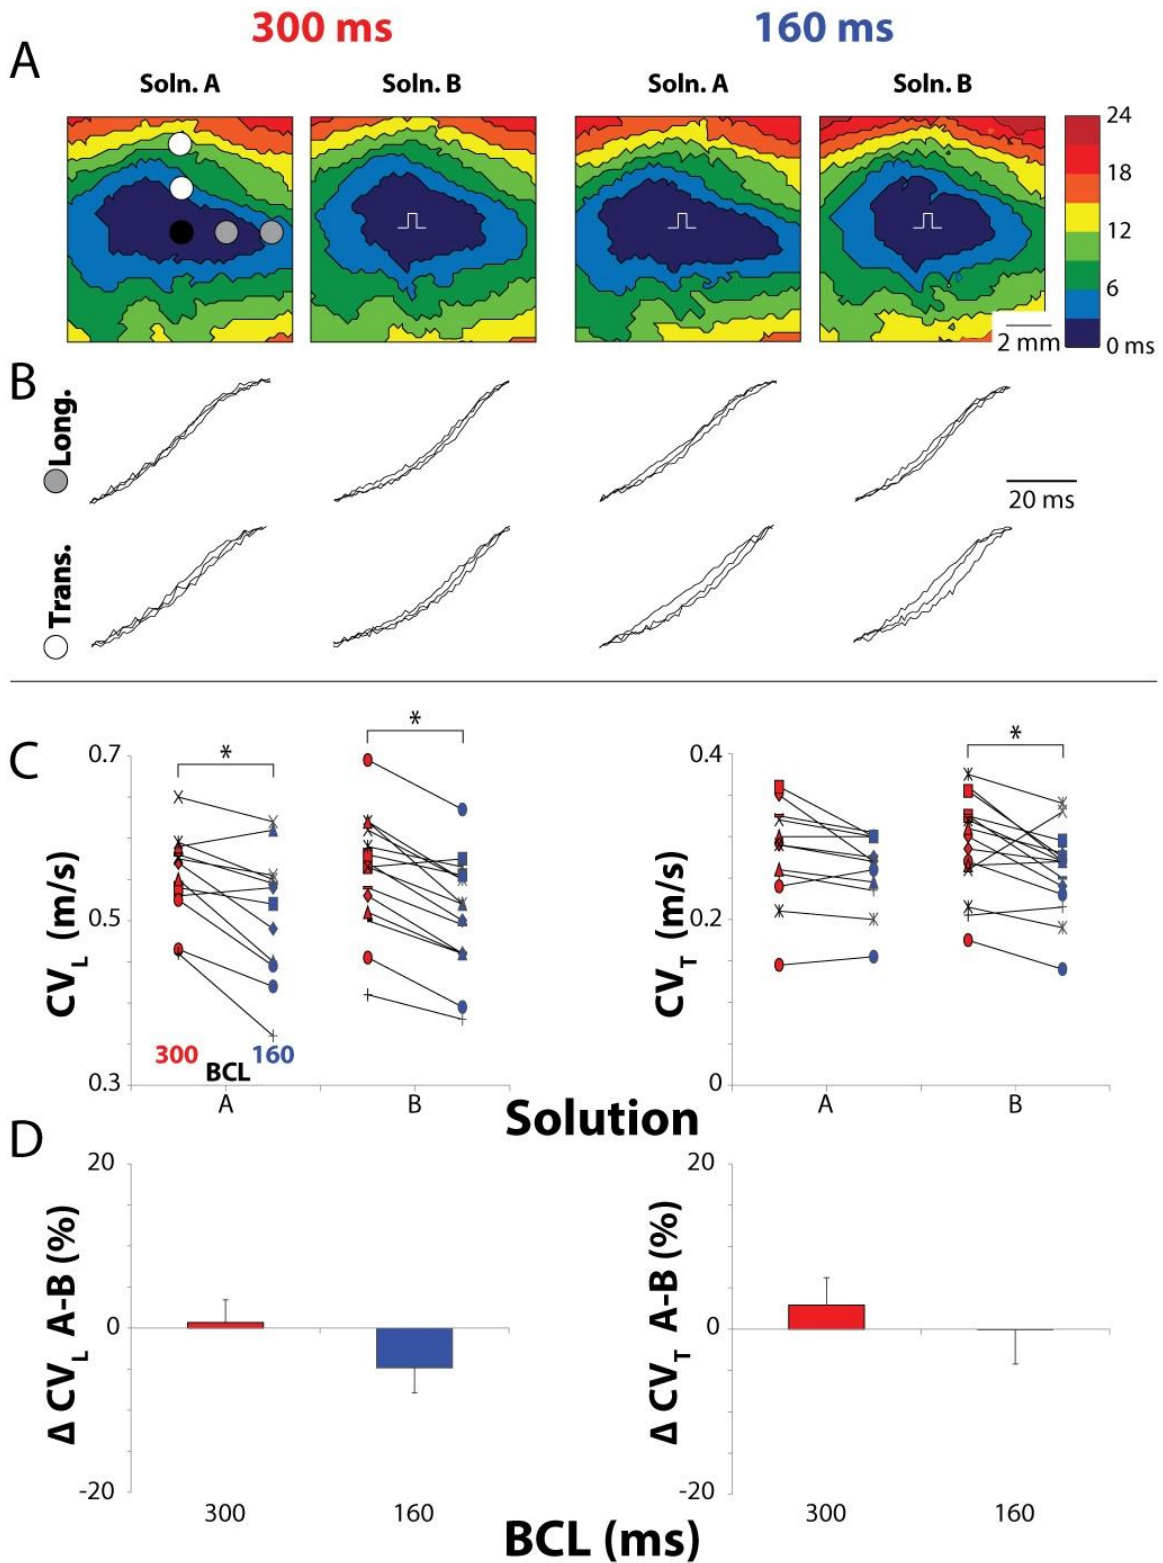 300 ms 160 ms
A
Soln. A Soln. B Soln. A Soln. B
24
18
12
6
0 ms
2 mm
B
Long.
20 ms
Trans.
C
* * *
0.7
0.5
0.3
CV_L (m/s)
300 160
BCL
A B
0.4
0.2
0
CV_T (m/s)
A B
Solution
D
20
0
-20
Δ CV_L A-B (%)
300 160
20
0
-20
Δ CV_T A-B (%)
300 160
BCL (ms)